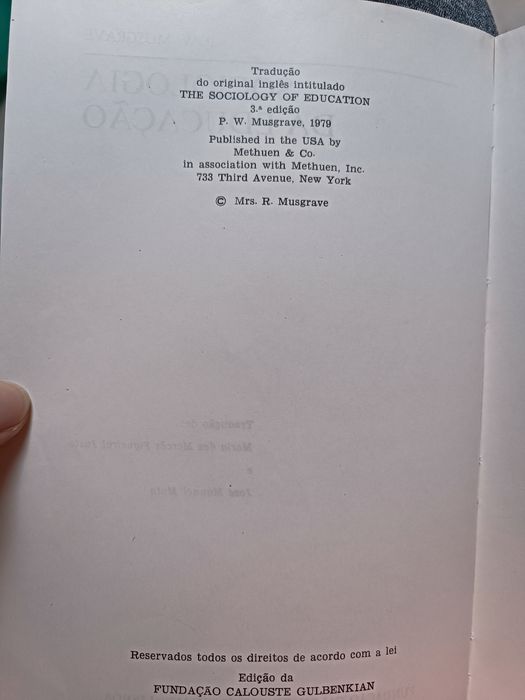 Tradução
do original inglês intitulado
THE SOCIOLOGY OF EDUCATION
3.ª edição
P. W. Musgrave, 1979
Published in the USA by
Methuen & Co.
in association with Methuen, Inc.
733 Third Avenue, New York
© Mrs. R. Musgrave
Reservados todos os direitos de acordo com a lei
Edição da
FUNDAÇÃO CALOUSTE GULBENKIAN